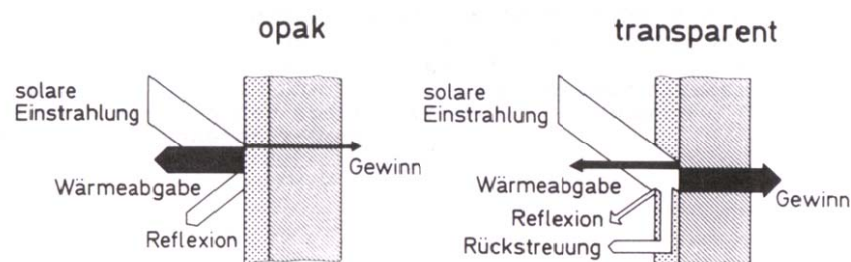 opak
solare
Einstrahlung
Wärmeabgabe
Gewinn
Reflexion
transparent
solare
Einstrahlung
Wärmeabgabe
Gewinn
Reflexion
Rückstreuung